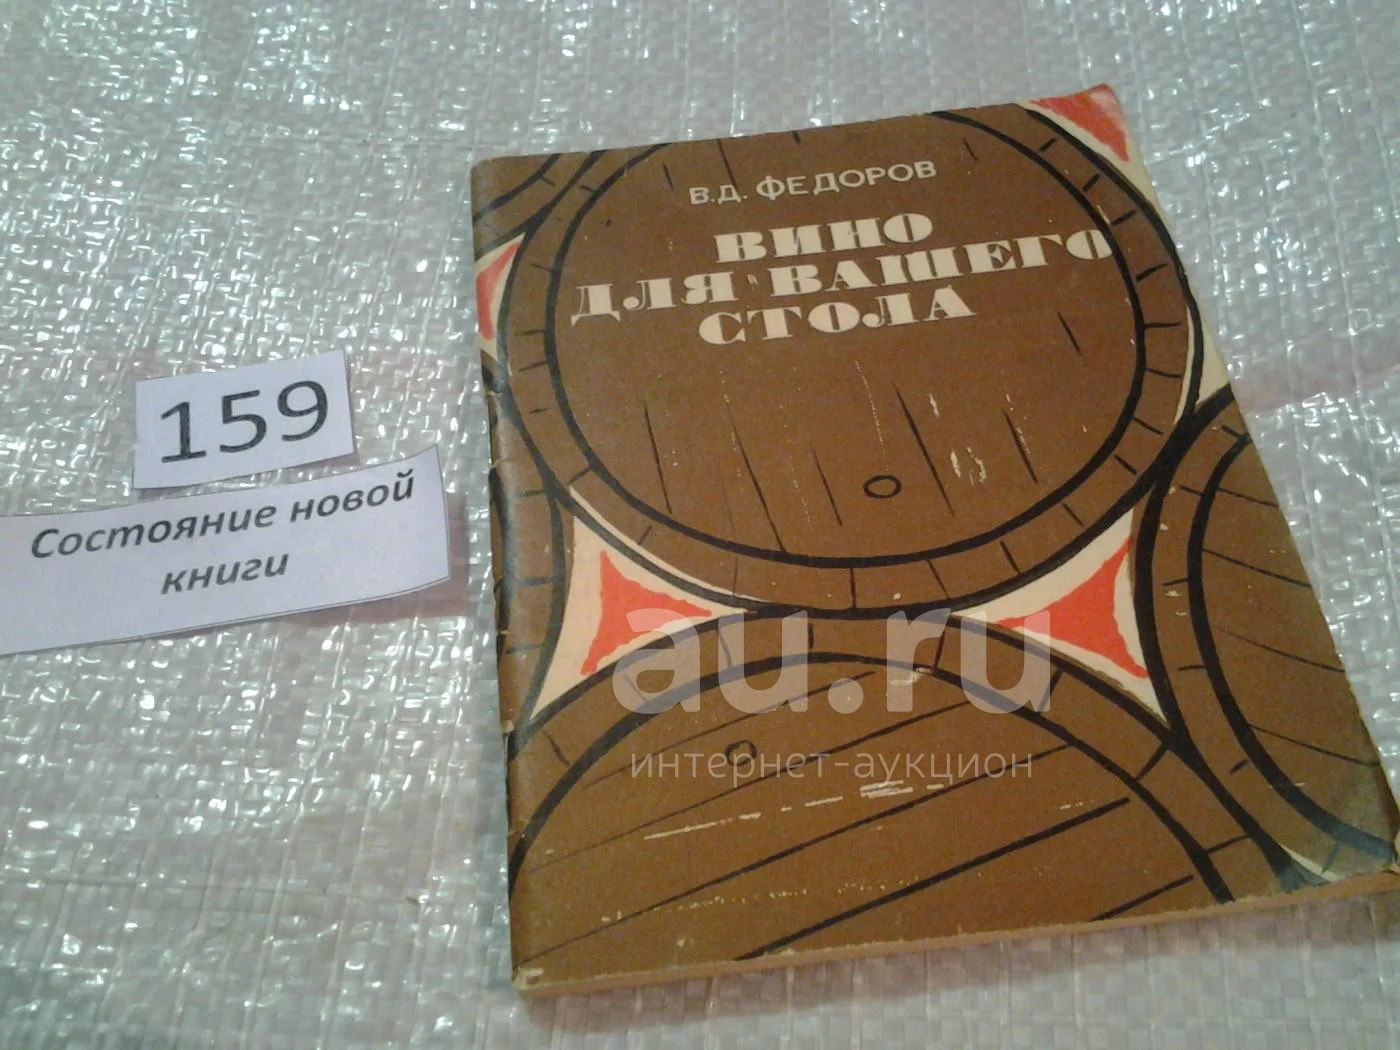 В.Д. ФЕДОРОВ
ВИНО
ДЛЯ ВАШЕГО
СТОЛА
159
Состояние новой
книги
au.ru
интернет-аукцион